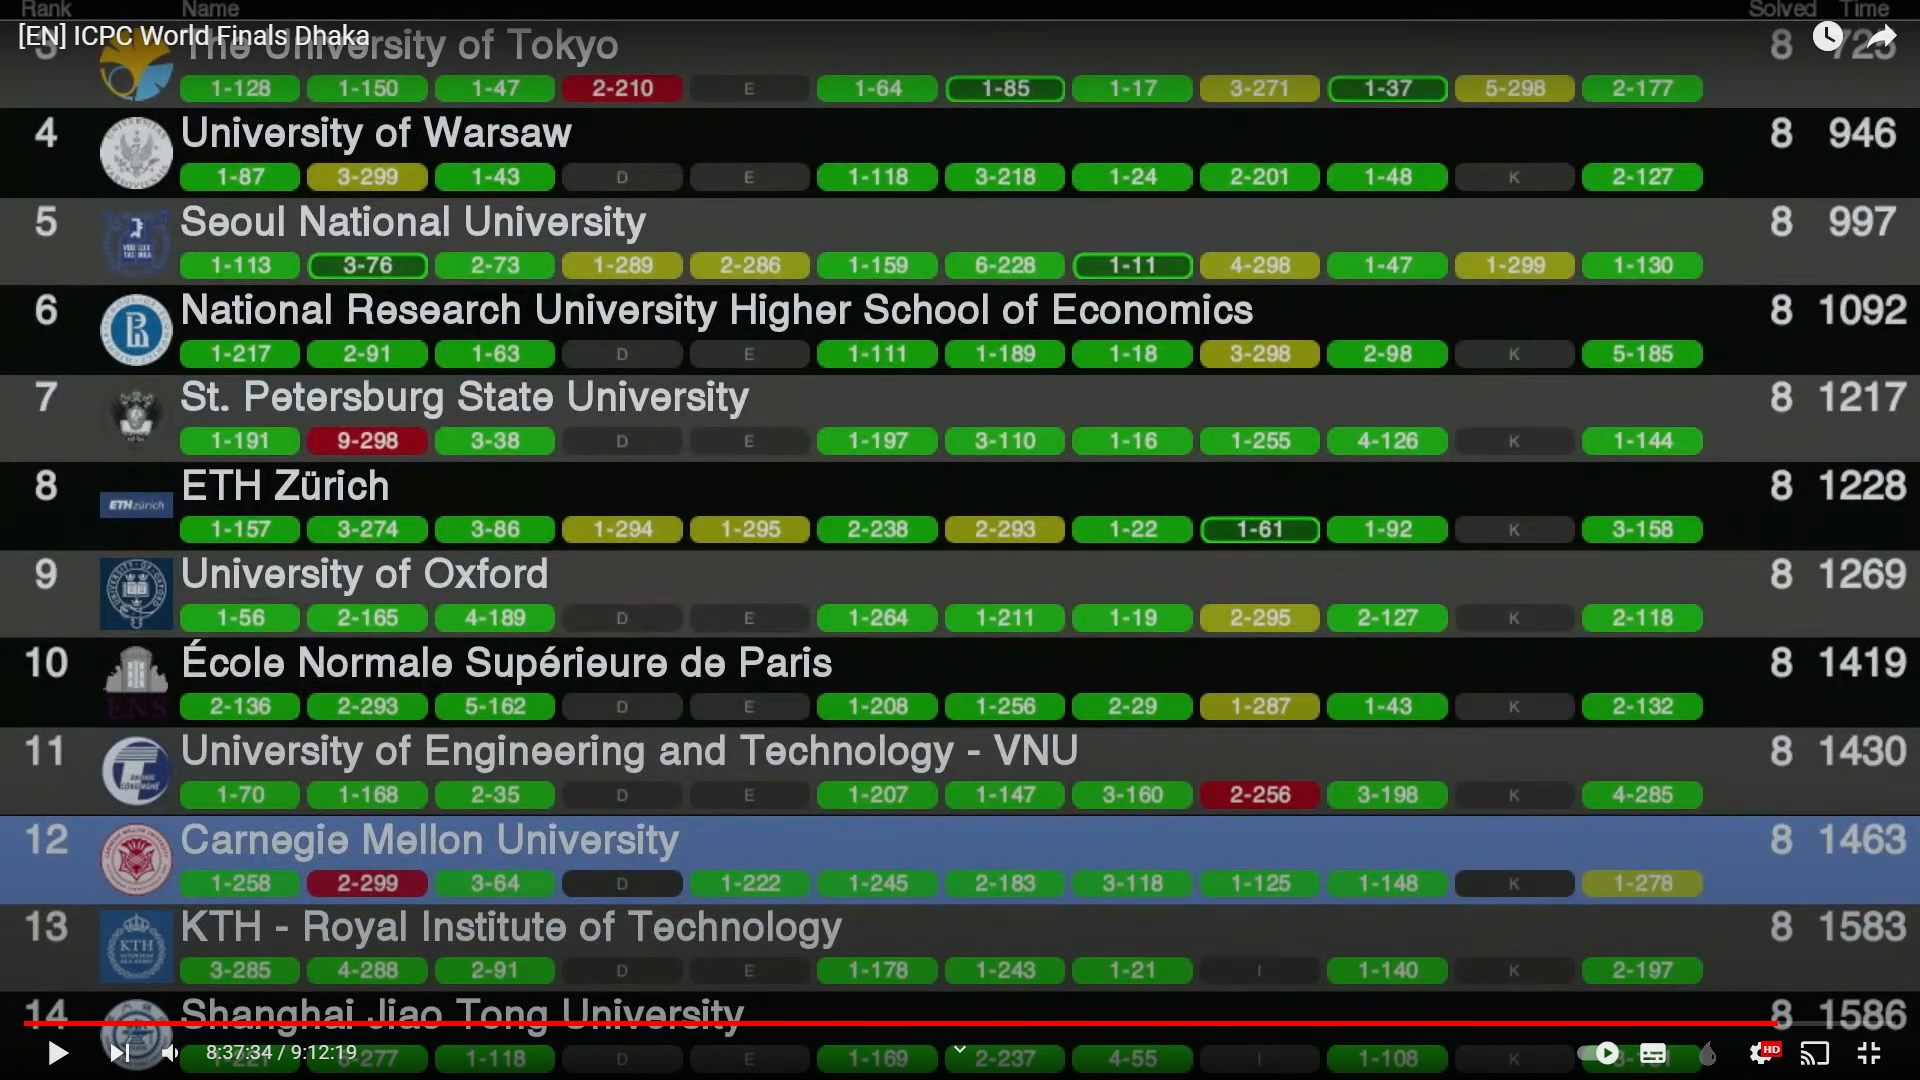 Rank Name Solved Time
[EN] ICPC World Finals Dhaka
3 The University of Tokyo 8 725
1-128 1-150 1-47 2-210 E 1-64 1-85 1-17 3-271 1-37 5-298 2-177
4 University of Warsaw 8 946
1-87 3-299 1-43 D E 1-118 3-218 1-24 2-201 1-48 K 2-127
5 Seoul National University 8 997
1-113 3-76 2-73 1-289 2-286 1-159 6-228 1-11 4-298 1-47 1-299 1-130
6 National Research University Higher School of Economics 8 1092
1-217 2-91 1-63 D E 1-111 1-189 1-18 3-298 2-98 K 5-185
7 St. Petersburg State University 8 1217
1-191 9-298 3-38 D E 1-197 3-110 1-16 1-255 4-126 K 1-144
8 ETH zürich ETH Zürich 8 1228
1-157 3-274 3-86 1-294 1-295 2-238 2-293 1-22 1-61 1-92 K 3-158
9 University of Oxford 8 1269
1-56 2-165 4-189 D E 1-264 1-211 1-19 2-295 2-127 K 2-118
10 École Normale Supérieure de Paris 8 1419
ENS 2-136 2-293 5-162 D E 1-208 1-256 2-29 1-287 1-43 K 2-132
11 University of Engineering and Technology - VNU 8 1430
1-70 1-168 2-35 D E 1-207 1-147 3-160 2-256 3-198 K 4-285
12 Carnegie Mellon University 8 1463
1-258 2-299 3-64 D 1-222 1-245 2-183 3-118 1-125 1-148 K 1-278
13 KTH KTH - Royal Institute of Technology 8 1583
3-285 4-288 2-91 D E 1-178 1-243 1-21 I 1-140 K 2-197
14 Shanghai Jiao Tong University 8 1586
1-118 D E 1-169 2-237 4-55 I 1-108 K
8:37:34 / 9:12:19 HD